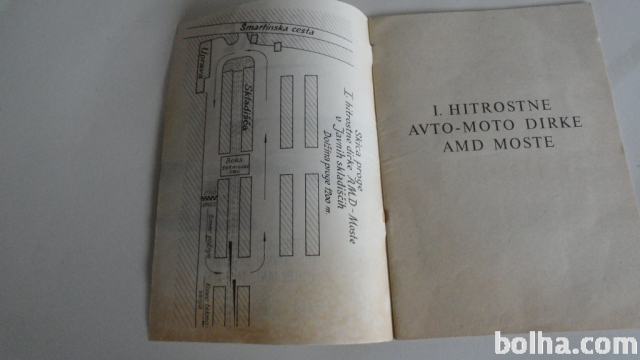 Šmartinska cesta
Uprava
Skladišča
Boks
Skica proge
I. hitrostne dirke AMD-Moste
v Javnih skladiščih
Dolžina proge 1200 m.
I. HITROSTNE
AVTO-MOTO DIRKE
AMD MOSTE
bolha.com